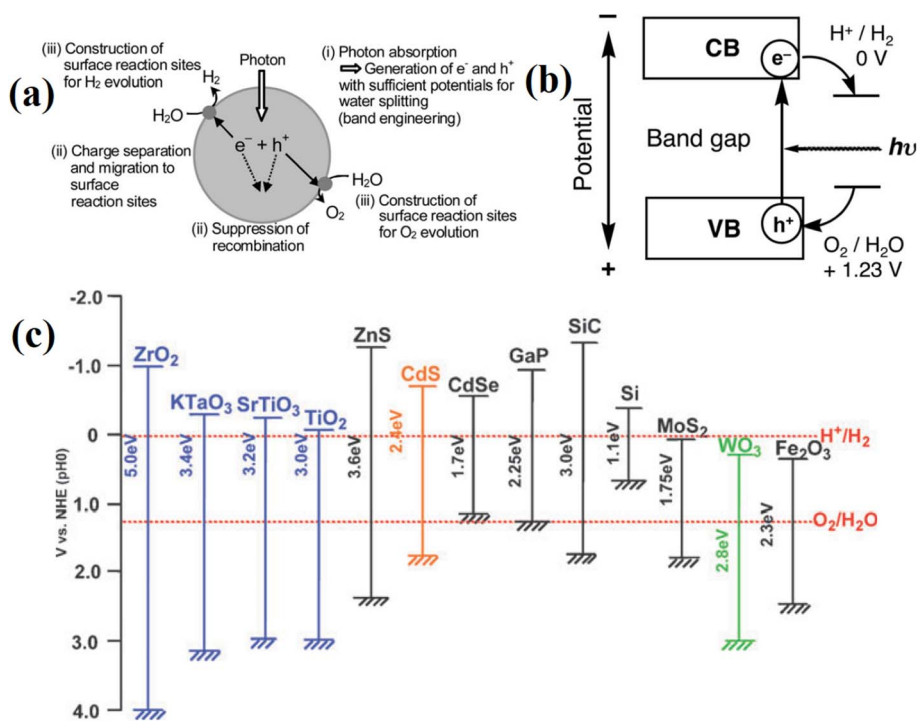 (a)
(iii) Construction of
surface reaction sites
for H₂ evolution
H₂
H₂O
Photon
(i) Photon absorption
Generation of e⁻ and h⁺
with sufficient potentials for
water splitting
(band engineering)
(ii) Charge separation
and migration to
surface
reaction sites
e⁻ + h⁺
H₂O
O₂
(iii) Construction of
surface reaction sites
for O₂ evolution
(ii) Suppression of
recombination
(b)
−
Potential
+
CB
e⁻
H⁺ / H₂
0 V
Band gap
hυ
VB
h⁺
O₂ / H₂O
+ 1.23 V
(c)
V vs. NHE (pH0)
-2.0
-1.0
0
1.0
2.0
3.0
4.0
ZrO₂
5.0eV
KTaO₃
3.4eV
SrTiO₃
3.2eV
TiO₂
3.0eV
ZnS
3.6eV
CdS
2.4eV
CdSe
1.7eV
GaP
2.25eV
SiC
3.0eV
Si
1.1eV
MoS₂
1.75eV
WO₃
2.8eV
Fe₂O₃
2.3eV
H⁺/H₂
O₂/H₂O